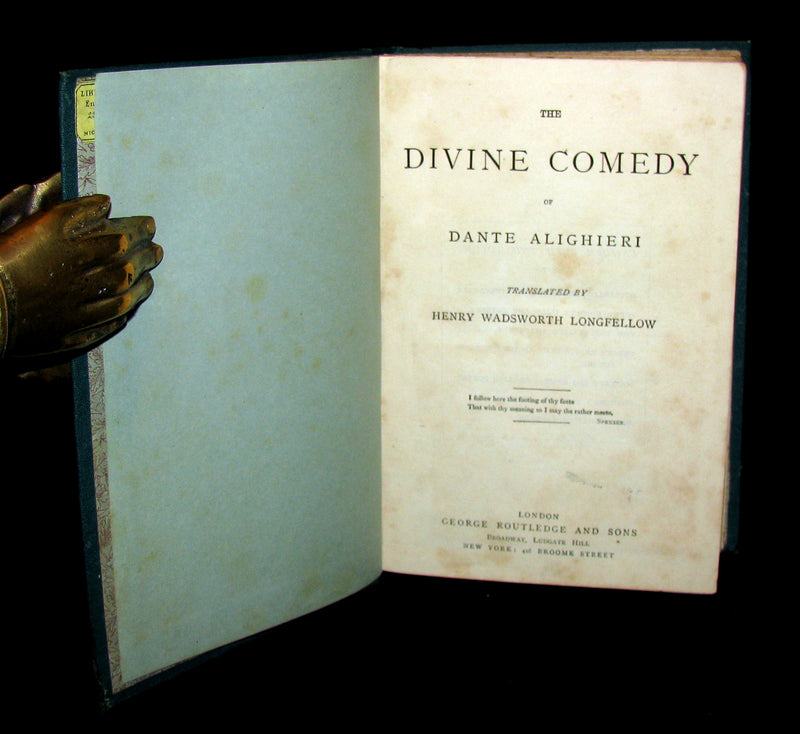 THE
DIVINE COMEDY
OF
DANTE ALIGHIERI
TRANSLATED BY
HENRY WADSWORTH LONGFELLOW
I follow here the footing of thy feete
That with thy meaning so I may the rather meete,
SPENSER.
LONDON
GEORGE ROUTLEDGE AND SONS
BROADWAY, LUDGATE HILL
NEW YORK: 416 BROOME STREET